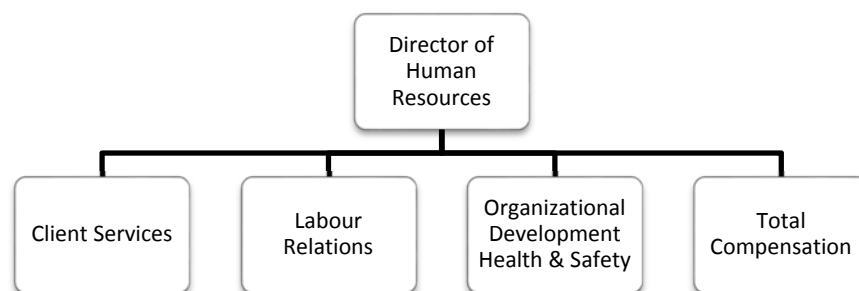 Director of
Human
Resources
Client Services
Labour
Relations
Organizational
Development
Health & Safety
Total
Compensation